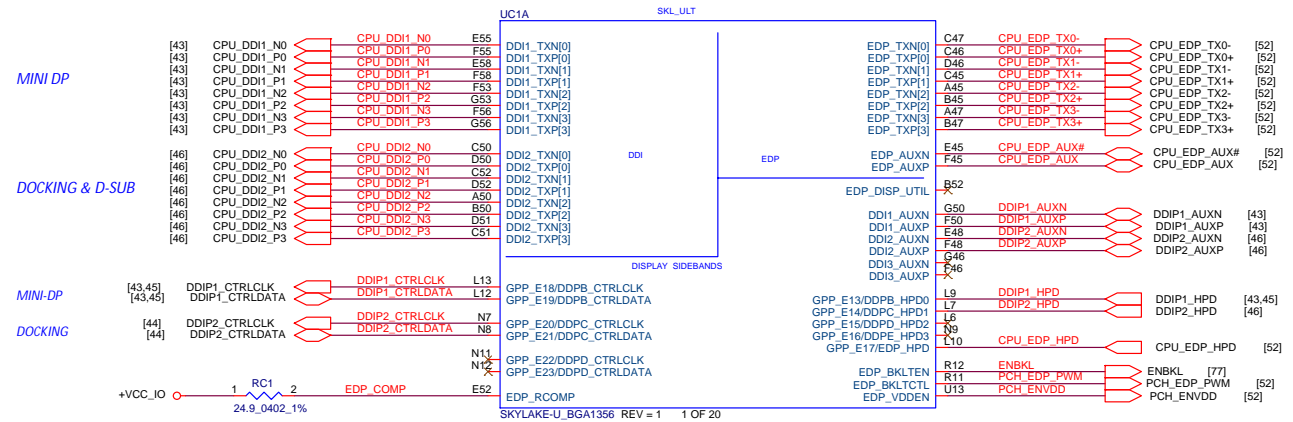 UC1A SKL_ULT
[43] CPU_DDI1_N0 CPU_DDI1_N0 E55 DDI1_TXN[0] EDP_TXN[0] C47 CPU_EDP_TX0- CPU_EDP_TX0- [52]
[43] CPU_DDI1_P0 CPU_DDI1_P0 F55 DDI1_TXP[0] EDP_TXP[0] C46 CPU_EDP_TX0+ CPU_EDP_TX0+ [52]
[43] CPU_DDI1_N1 CPU_DDI1_N1 E58 DDI1_TXN[1] EDP_TXN[1] D46 CPU_EDP_TX1- CPU_EDP_TX1- [52]
MINI DP [43] CPU_DDI1_P1 CPU_DDI1_P1 F58 DDI1_TXP[1] EDP_TXP[1] C45 CPU_EDP_TX1+ CPU_EDP_TX1+ [52]
[43] CPU_DDI1_N2 CPU_DDI1_N2 F53 DDI1_TXN[2] EDP_TXN[2] A45 CPU_EDP_TX2- CPU_EDP_TX2- [52]
[43] CPU_DDI1_P2 CPU_DDI1_P2 G53 DDI1_TXP[2] EDP_TXP[2] B45 CPU_EDP_TX2+ CPU_EDP_TX2+ [52]
[43] CPU_DDI1_N3 CPU_DDI1_N3 F56 DDI1_TXN[3] EDP_TXN[3] A47 CPU_EDP_TX3- CPU_EDP_TX3- [52]
[43] CPU_DDI1_P3 CPU_DDI1_P3 G56 DDI1_TXP[3] EDP_TXP[3] B47 CPU_EDP_TX3+ CPU_EDP_TX3+ [52]
[46] CPU_DDI2_N0 CPU_DDI2_N0 C50 DDI2_TXN[0] DDI EDP EDP_AUXN E45 CPU_EDP_AUX# CPU_EDP_AUX# [52]
[46] CPU_DDI2_P0 CPU_DDI2_P0 D50 DDI2_TXP[0] EDP_AUXP F45 CPU_EDP_AUX CPU_EDP_AUX [52]
[46] CPU_DDI2_N1 CPU_DDI2_N1 C52 DDI2_TXN[1]
DOCKING & D-SUB [46] CPU_DDI2_P1 CPU_DDI2_P1 D52 DDI2_TXP[1] EDP_DISP_UTIL B52
[46] CPU_DDI2_N2 CPU_DDI2_N2 A50 DDI2_TXN[2]
[46] CPU_DDI2_P2 CPU_DDI2_P2 B50 DDI2_TXP[2] DDI1_AUXN G50 DDIP1_AUXN DDIP1_AUXN [43]
[46] CPU_DDI2_N3 CPU_DDI2_N3 D51 DDI2_TXN[3] DDI1_AUXP F50 DDIP1_AUXP DDIP1_AUXP [43]
[46] CPU_DDI2_P3 CPU_DDI2_P3 C51 DDI2_TXP[3] DDI2_AUXN E48 DDIP2_AUXN DDIP2_AUXN [46]
DDI2_AUXP F48 DDIP2_AUXP DDIP2_AUXP [46]
DISPLAY SIDEBANDS DDI3_AUXN G46
DDI3_AUXP F46
[43,45] DDIP1_CTRLCLK DDIP1_CTRLCLK L13 GPP_E18/DDPB_CTRLCLK
MINI-DP [43,45] DDIP1_CTRLDATA DDIP1_CTRLDATA L12 GPP_E19/DDPB_CTRLDATA GPP_E13/DDPB_HPD0 L9 DDIP1_HPD DDIP1_HPD [43,45]
GPP_E14/DDPC_HPD1 L7 DDIP2_HPD DDIP2_HPD [46]
[44] DDIP2_CTRLCLK DDIP2_CTRLCLK N7 GPP_E20/DDPC_CTRLCLK GPP_E15/DDPD_HPD2 L6
DOCKING [44] DDIP2_CTRLDATA DDIP2_CTRLDATA N8 GPP_E21/DDPC_CTRLDATA GPP_E16/DDPE_HPD3 N9
GPP_E17/EDP_HPD L10 CPU_EDP_HPD CPU_EDP_HPD [52]
N11 GPP_E22/DDPD_CTRLCLK
N12 GPP_E23/DDPD_CTRLDATA EDP_BKLTEN R12 ENBKL ENBKL [77]
EDP_BKLTCTL R11 PCH_EDP_PWM PCH_EDP_PWM [52]
+VCC_IO 1 RC1 2 EDP_COMP E52 EDP_RCOMP EDP_VDDEN U13 PCH_ENVDD PCH_ENVDD [52]
24.9_0402_1%
SKYLAKE-U_BGA1356 REV = 1 1 OF 20